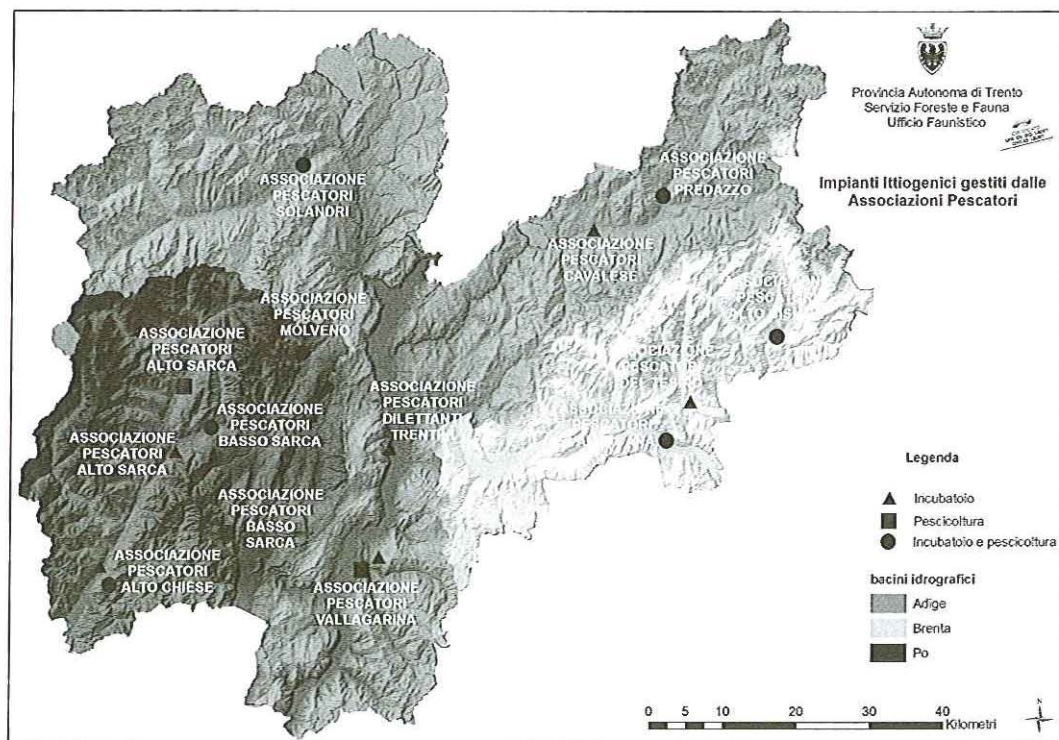 Provincia Autonoma di Trento
Servizio Foreste e Fauna
Ufficio Faunistico
Impianti Ittiogenici gestiti dalle
Associazioni Pescatori
ASSOCIAZIONE
PESCATORI
SOLANDRI
ASSOCIAZIONE
PESCATORI
PREDAZZO
ASSOCIAZIONE
PESCATORI
CAVALESE
ASSOCIAZIONE
PESCATORI
MOLVENO
ASSOCIAZIONE
PESCATORI
ALTO SARCA
ASSOCIAZIONE
PESCATORI
DILETTANTI
ASSOCIAZIONE
PESCATORI
BASSO SARCA
ASSOCIAZIONE
PESCATORI
ALTO SARCA
ASSOCIAZIONE
PESCATORI
BASSO
SARCA
ASSOCIAZIONE
PESCATORI
ALTO CHIESE
ASSOCIAZIONE
PESCATORI
VALLAGARINA
Legenda
Incubatoio
Pescicoltura
Incubatoio e pescicoltura
bacini idrografici
Adige
Brenta
Po
0 5 10 20 30 40
Kilometri
N